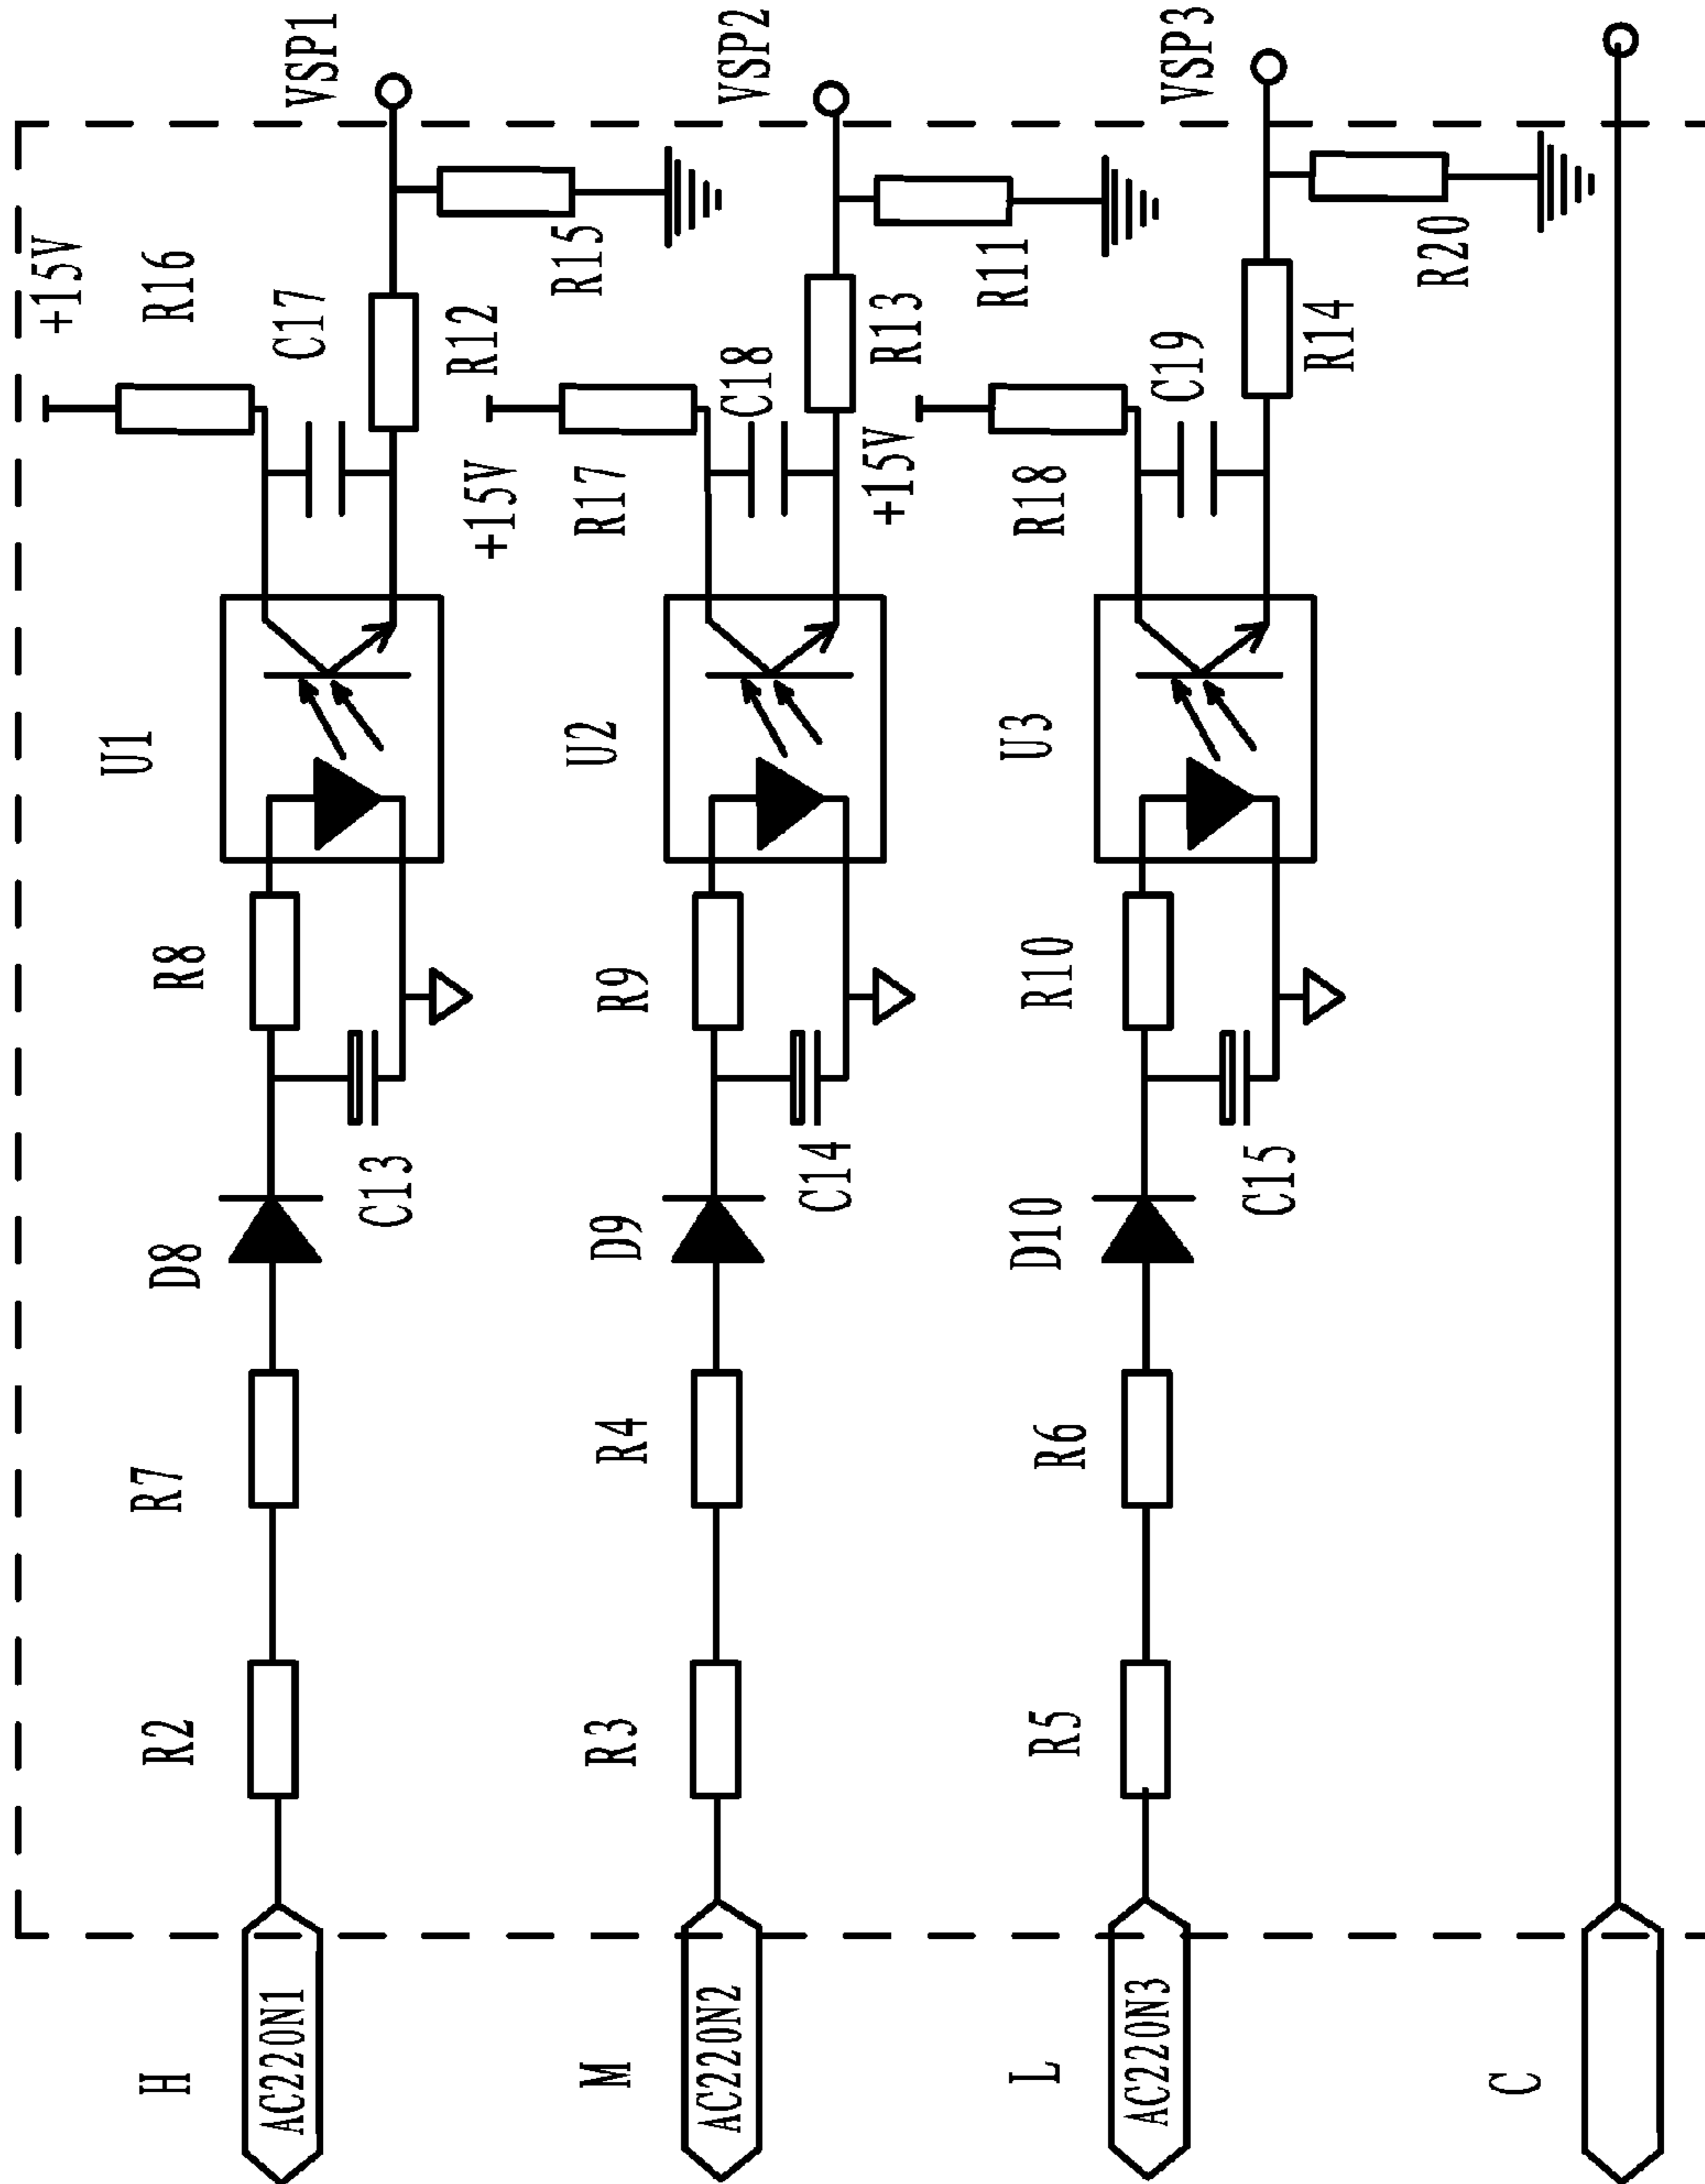 +15V
R16
C17
VSP1
U1
R12
R15
H
AC220N1
R2
R7
D8
R8
C13
+15V
R17
C18
VSP2
U2
R13
R11
M
AC220N2
R3
R4
D9
R9
C14
+15V
R18
C19
VSP3
U3
R14
R20
L
AC220N3
R5
R6
D10
R10
C15
C